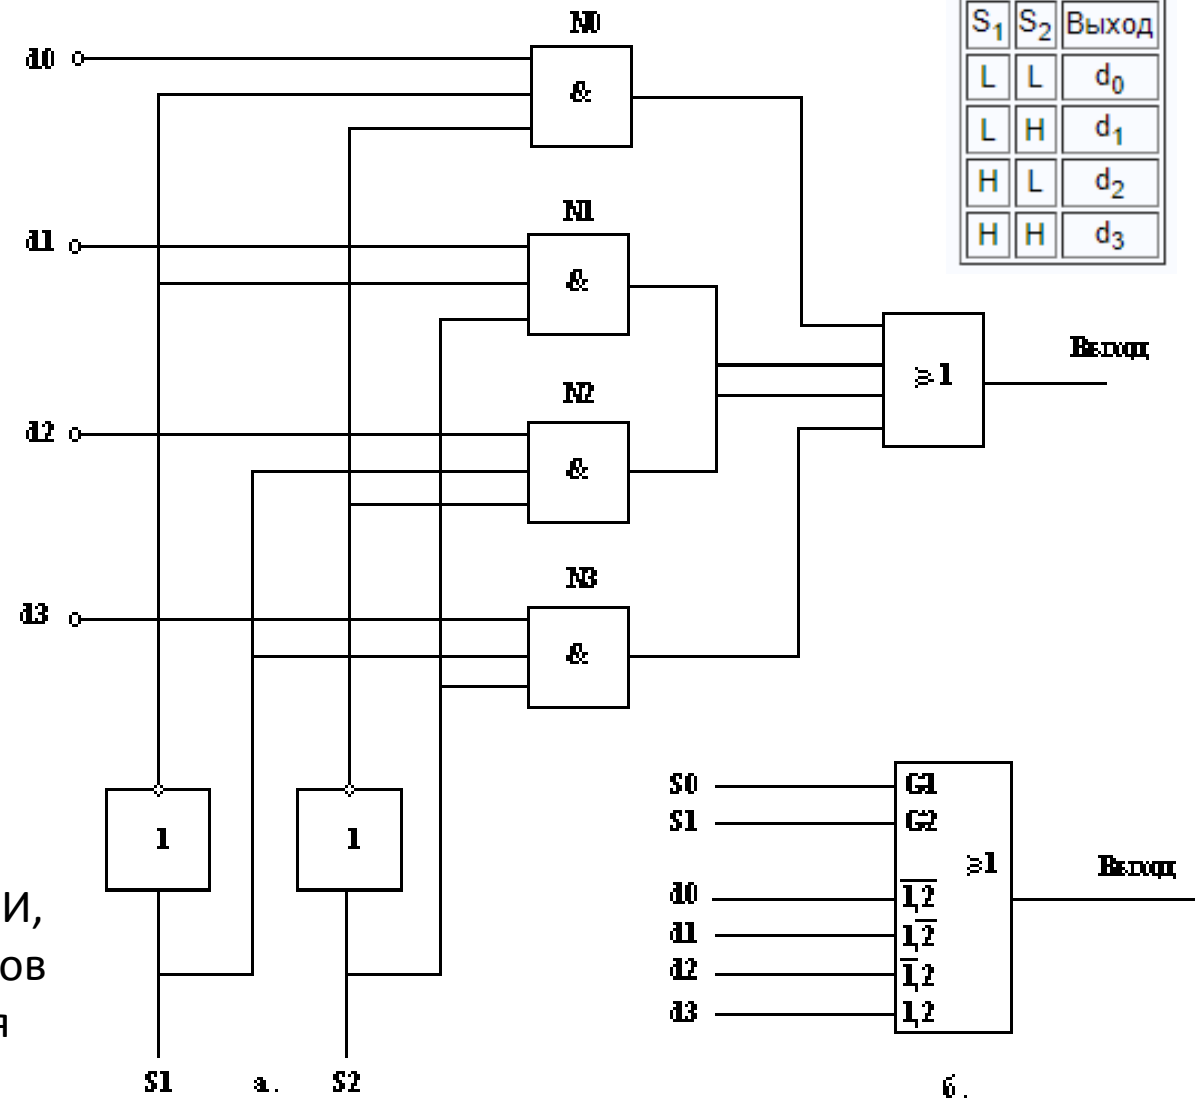 N0
d0
&
S1 S2 Выход
L L d0
L H d1
H L d2
H H d3
N1
d1
&
Выход
≥1
N2
d2
&
N3
d3
&
1
1
И,
ов
я
S1
а.
S2
S0
G1
S1
G2
≥1
Выход
d0
1,2
d1
1,2
d2
1,2
d3
1,2
б.